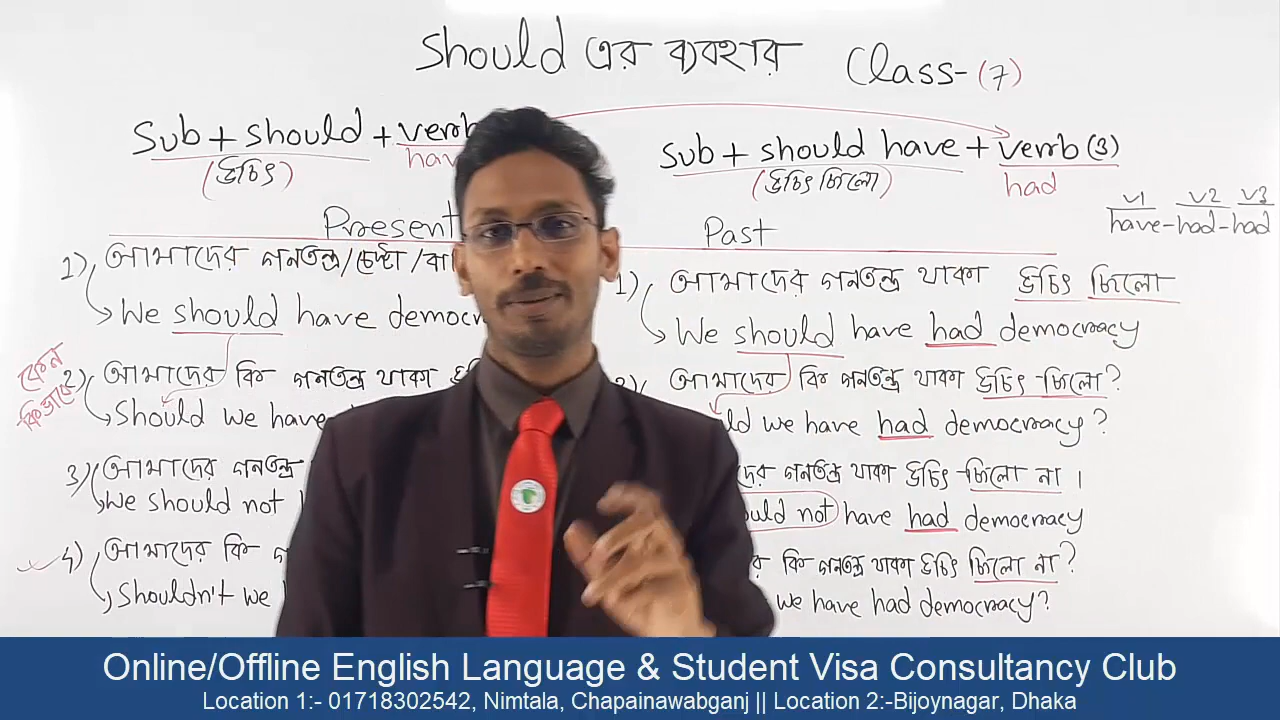 Should এর ব্যবহার Class-(7)
Sub + should + verb
have
(উচিৎ)
Sub + should have + verb (3)
(উচিৎ ছিলো) had
V1 V2 V3
have-had-had
Present
Past
1) আমাদের গনতন্ত্র/চেষ্টা/
We should have democr
কেন
কিভাবে
2) আমাদের কি গনতন্ত্র থাকা
Should we have
3) আমাদের গনতন্ত্র
We should not
4) আমাদের কি
Shouldn't we
1) আমাদের গনতন্ত্র থাকা উচিৎ ছিলো
We should have had democracy
2) আমাদের কি গনতন্ত্র থাকা উচিৎ-ছিলো?
ld we have had democracy?
দের গনতন্ত্র থাকা উচিৎ-ছিলো না।
ould not have had democracy
র কি গনতন্ত্র থাকা উচিৎ ছিলো না?
we have had democracy?
Online/Offline English Language & Student Visa Consultancy Club
Location 1:- 01718302542, Nimtala, Chapainawabganj || Location 2:-Bijoynagar, Dhaka